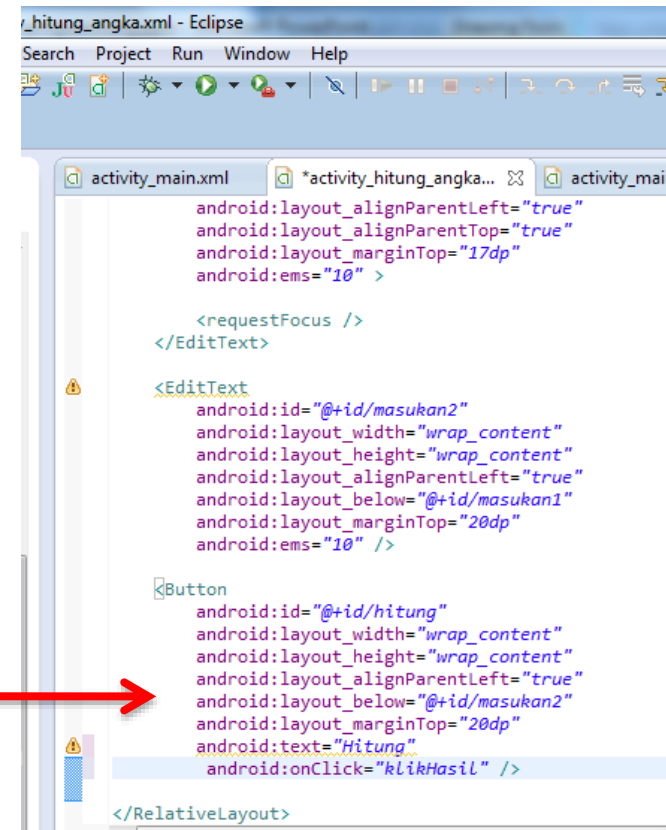 _hitung_angka.xml - Eclipse
Search Project Run Window Help
activity_main.xml *activity_hitung_angka... activity_mai
android:layout_alignParentLeft="true"
android:layout_alignParentTop="true"
android:layout_marginTop="17dp"
android:ems="10" >
<requestFocus />
</EditText>
<EditText
android:id="@+id/masukan2"
android:layout_width="wrap_content"
android:layout_height="wrap_content"
android:layout_alignParentLeft="true"
android:layout_below="@+id/masukan1"
android:layout_marginTop="20dp"
android:ems="10" />
<Button
android:id="@+id/hitung"
android:layout_width="wrap_content"
android:layout_height="wrap_content"
android:layout_alignParentLeft="true"
android:layout_below="@+id/masukan2"
android:layout_marginTop="20dp"
android:text="Hitung"
android:onClick="klikHasil" />
</RelativeLayout>